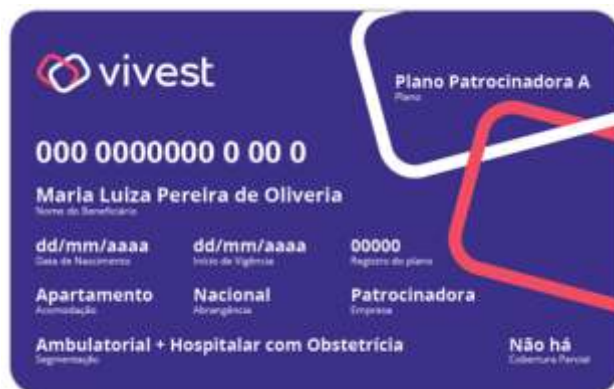 vivest
Plano Patrocinadora A
Plano
000 0000000 0 00 0
Maria Luiza Pereira de Oliveria
Nome do Beneficiário
dd/mm/aaaa dd/mm/aaaa 00000
Data de Nascimento Início de Vigência Registro do plano
Apartamento Nacional Patrocinadora
Acomodação Abrangência Empresa
Ambulatorial + Hospitalar com Obstetrícia Não há
Segmentação Cobertura Parcial